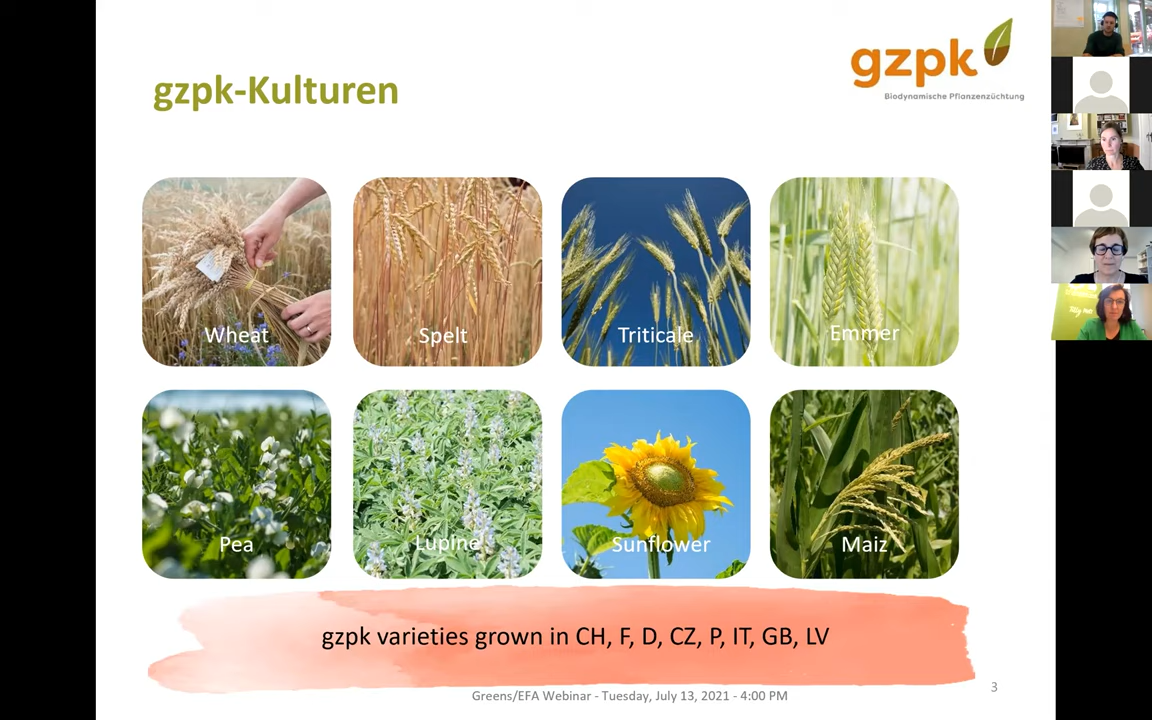 gzpk-Kulturen
gzpk
Biodynamische Pflanzenzüchtung
Wheat
Spelt
Triticale
Emmer
Pea
Lupine
Sunflower
Maiz
gzpk varieties grown in CH, F, D, CZ, P, IT, GB, LV
Greens/EFA Webinar - Tuesday, July 13, 2021 - 4:00 PM
3